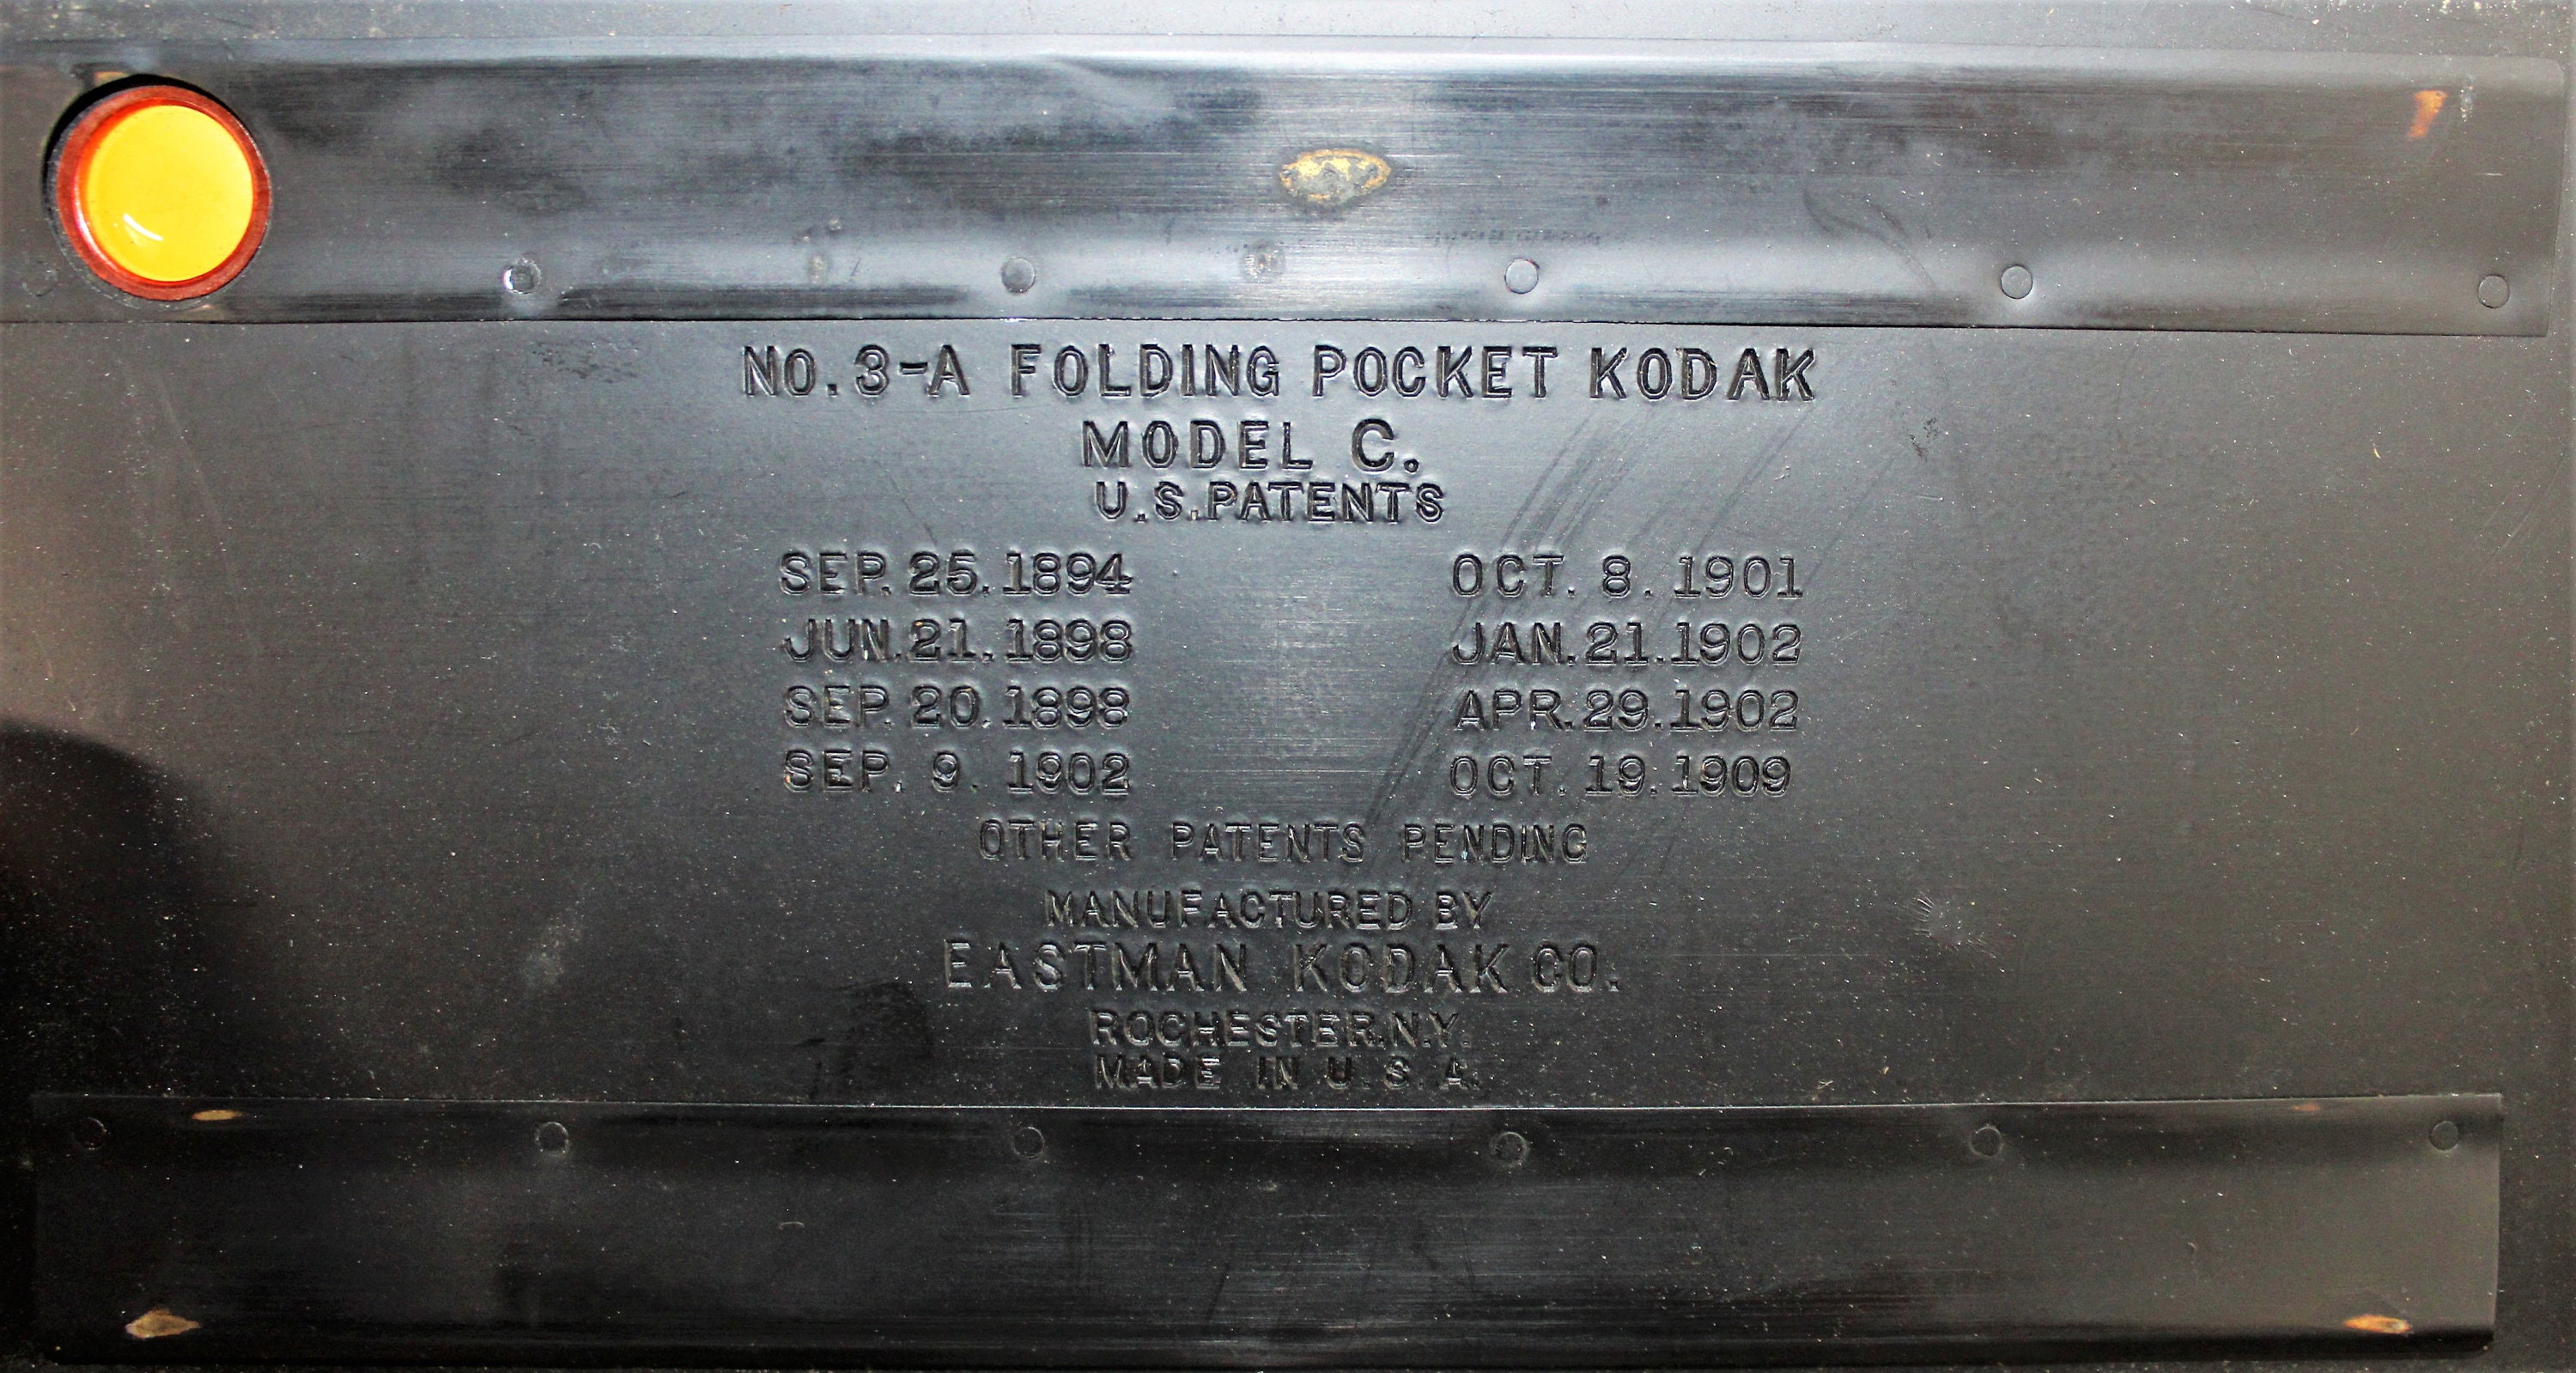 NO. 3-A FOLDING POCKET KODAK
MODEL C.
U.S. PATENTS
SEP. 25. 1894 OCT. 8. 1901
JUN. 21. 1898 JAN. 21. 1902
SEP. 20. 1898 APR. 29. 1902
SEP. 9. 1902 OCT. 19. 1909
OTHER PATENTS PENDING
MANUFACTURED BY
EASTMAN KODAK CO.
ROCHESTER.N.Y.
MADE IN U.S.A.